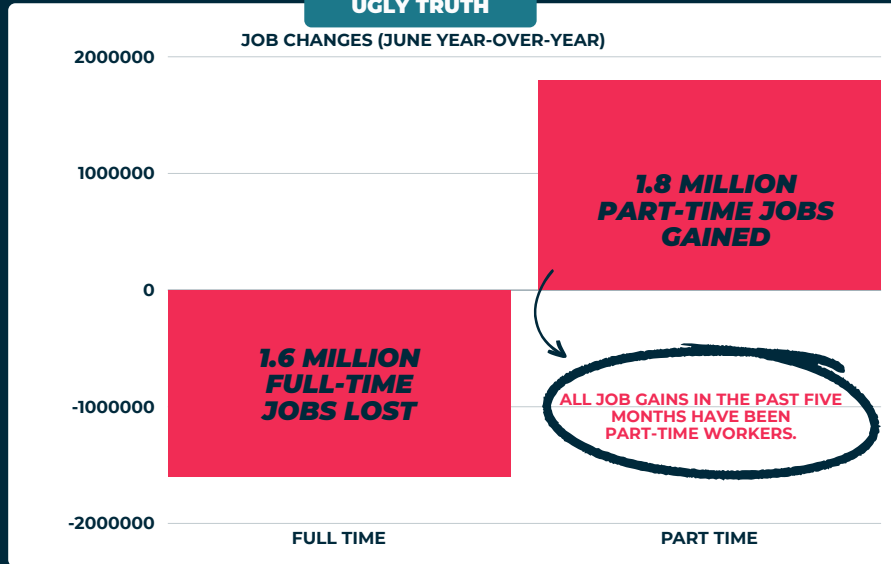 UGLY TRUTH
JOB CHANGES (JUNE YEAR-OVER-YEAR)
2000000
1000000
0
-1000000
-2000000
1.8 MILLION
PART-TIME JOBS
GAINED
1.6 MILLION
FULL-TIME
JOBS LOST
ALL JOB GAINS IN THE PAST FIVE
MONTHS HAVE BEEN
PART-TIME WORKERS.
FULL TIME
PART TIME